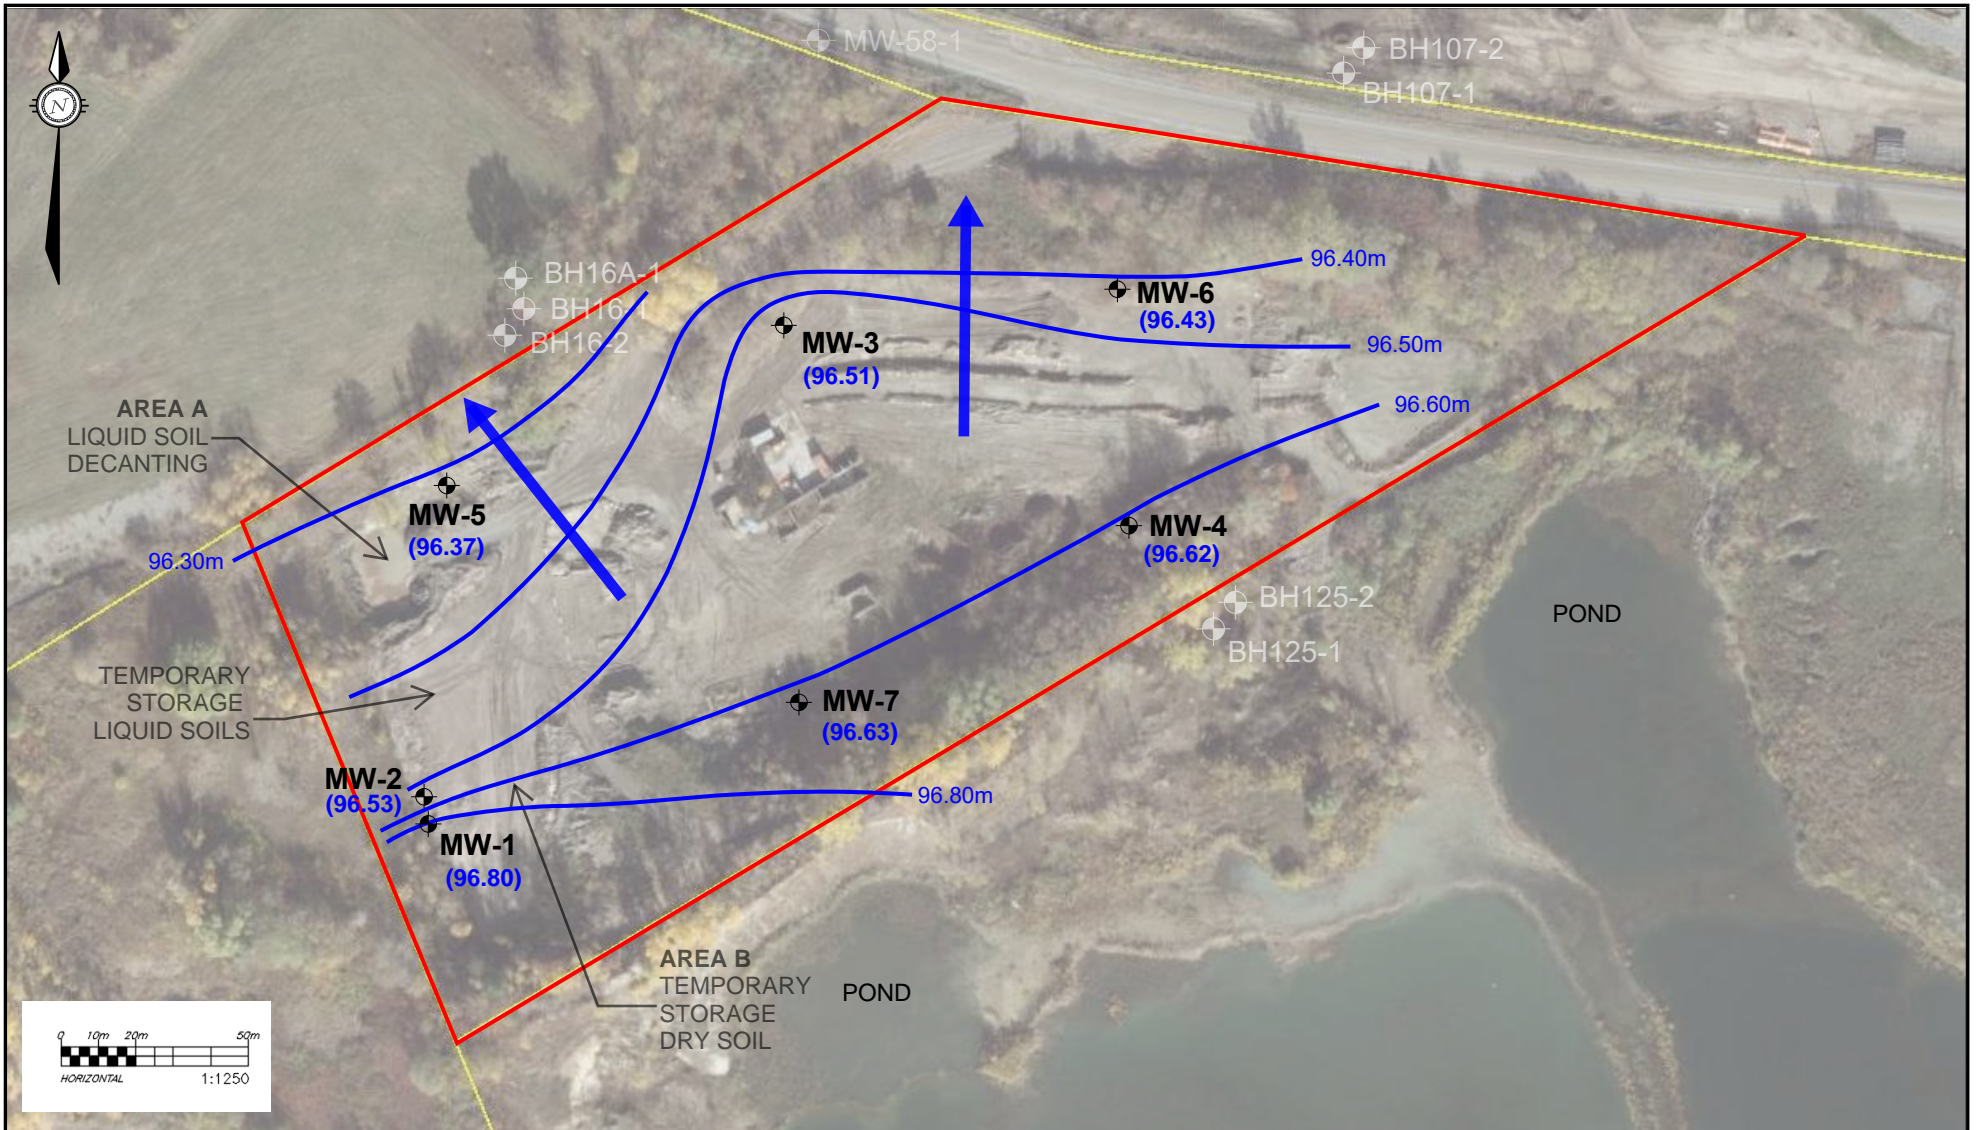 MW-58-1
BH107-2
BH107-1
N
BH16A-1
BH16-1
BH16-2
96.40m
MW-6
(96.43)
MW-3
(96.51)
96.50m
96.60m
AREA A
LIQUID SOIL
DECANTING
MW-5
(96.37)
96.30m
MW-4
(96.62)
BH125-2
BH125-1
POND
TEMPORARY
STORAGE
LIQUID SOILS
MW-7
(96.63)
MW-2
(96.53)
96.80m
MW-1
(96.80)
AREA B
TEMPORARY
STORAGE
DRY SOIL
POND
0 10m 20m 50m
HORIZONTAL 1:1250